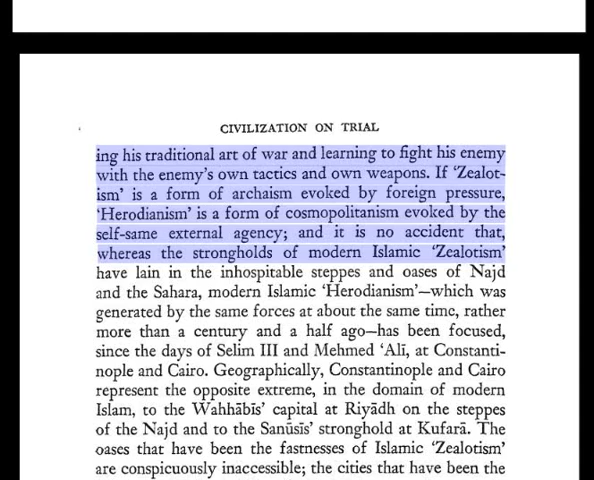 CIVILIZATION ON TRIAL
ing his traditional art of war and learning to fight his enemy
with the enemy's own tactics and own weapons. If 'Zealot-
ism' is a form of archaism evoked by foreign pressure,
'Herodianism' is a form of cosmopolitanism evoked by the
self-same external agency; and it is no accident that,
whereas the strongholds of modern Islamic 'Zealotism'
have lain in the inhospitable steppes and oases of Najd
and the Sahara, modern Islamic 'Herodianism'—which was
generated by the same forces at about the same time, rather
more than a century and a half ago—has been focused,
since the days of Selim III and Mehmed 'Alī, at Constanti-
nople and Cairo. Geographically, Constantinople and Cairo
represent the opposite extreme, in the domain of modern
Islam, to the Wahhābīs' capital at Riyādh on the steppes
of the Najd and to the Sanūsīs' stronghold at Kufarā. The
oases that have been the fastnesses of Islamic 'Zealotism'
are conspicuously inaccessible; the cities that have been the